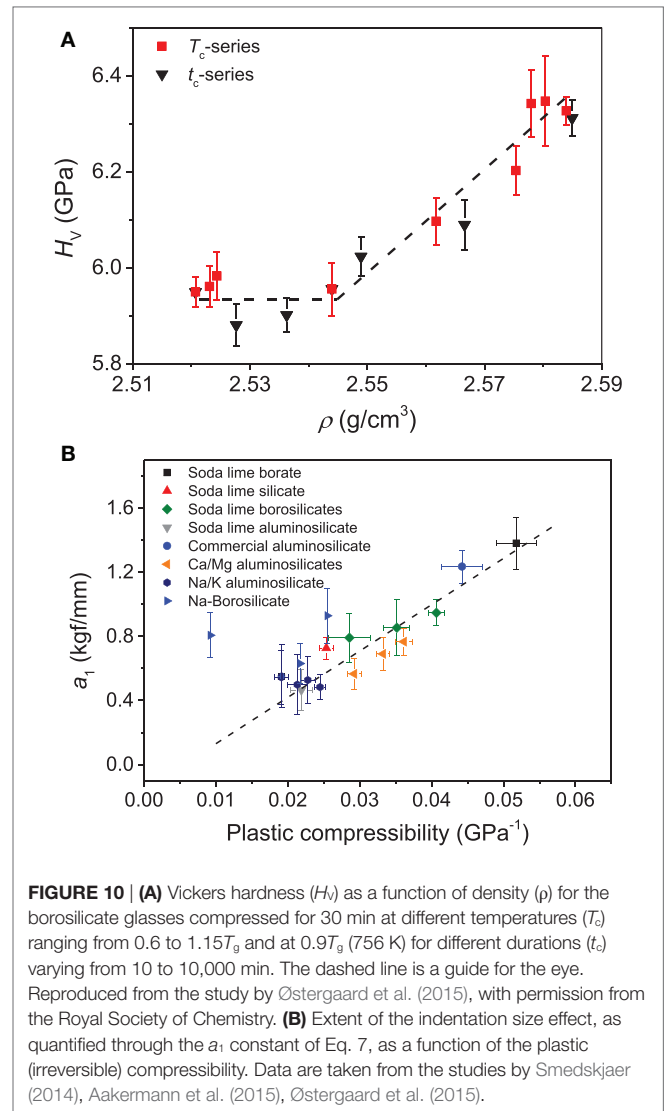 A
T_c-series
t_c-series
6.4
6.2
6.0
5.8
H_V (GPa)
2.51 2.53 2.55 2.57 2.59
ρ (g/cm³)
B
Soda lime borate
Soda lime silicate
Soda lime borosilicates
Soda lime aluminosilicate
Commercial aluminosilicate
Ca/Mg aluminosilicates
Na/K aluminosilicate
Na-Borosilicate
1.6
1.2
0.8
0.4
0.0
a₁ (kgf/mm)
0.00 0.01 0.02 0.03 0.04 0.05 0.06
Plastic compressibility (GPa⁻¹)
FIGURE 10 | (A) Vickers hardness (H_V) as a function of density (ρ) for the
borosilicate glasses compressed for 30 min at different temperatures (T_c)
ranging from 0.6 to 1.15T_g and at 0.9T_g (756 K) for different durations (t_c)
varying from 10 to 10,000 min. The dashed line is a guide for the eye.
Reproduced from the study by Østergaard et al. (2015), with permission from
the Royal Society of Chemistry. (B) Extent of the indentation size effect, as
quantified through the a₁ constant of Eq. 7, as a function of the plastic
(irreversible) compressibility. Data are taken from the studies by Smedskjaer
(2014), Aakermann et al. (2015), Østergaard et al. (2015).